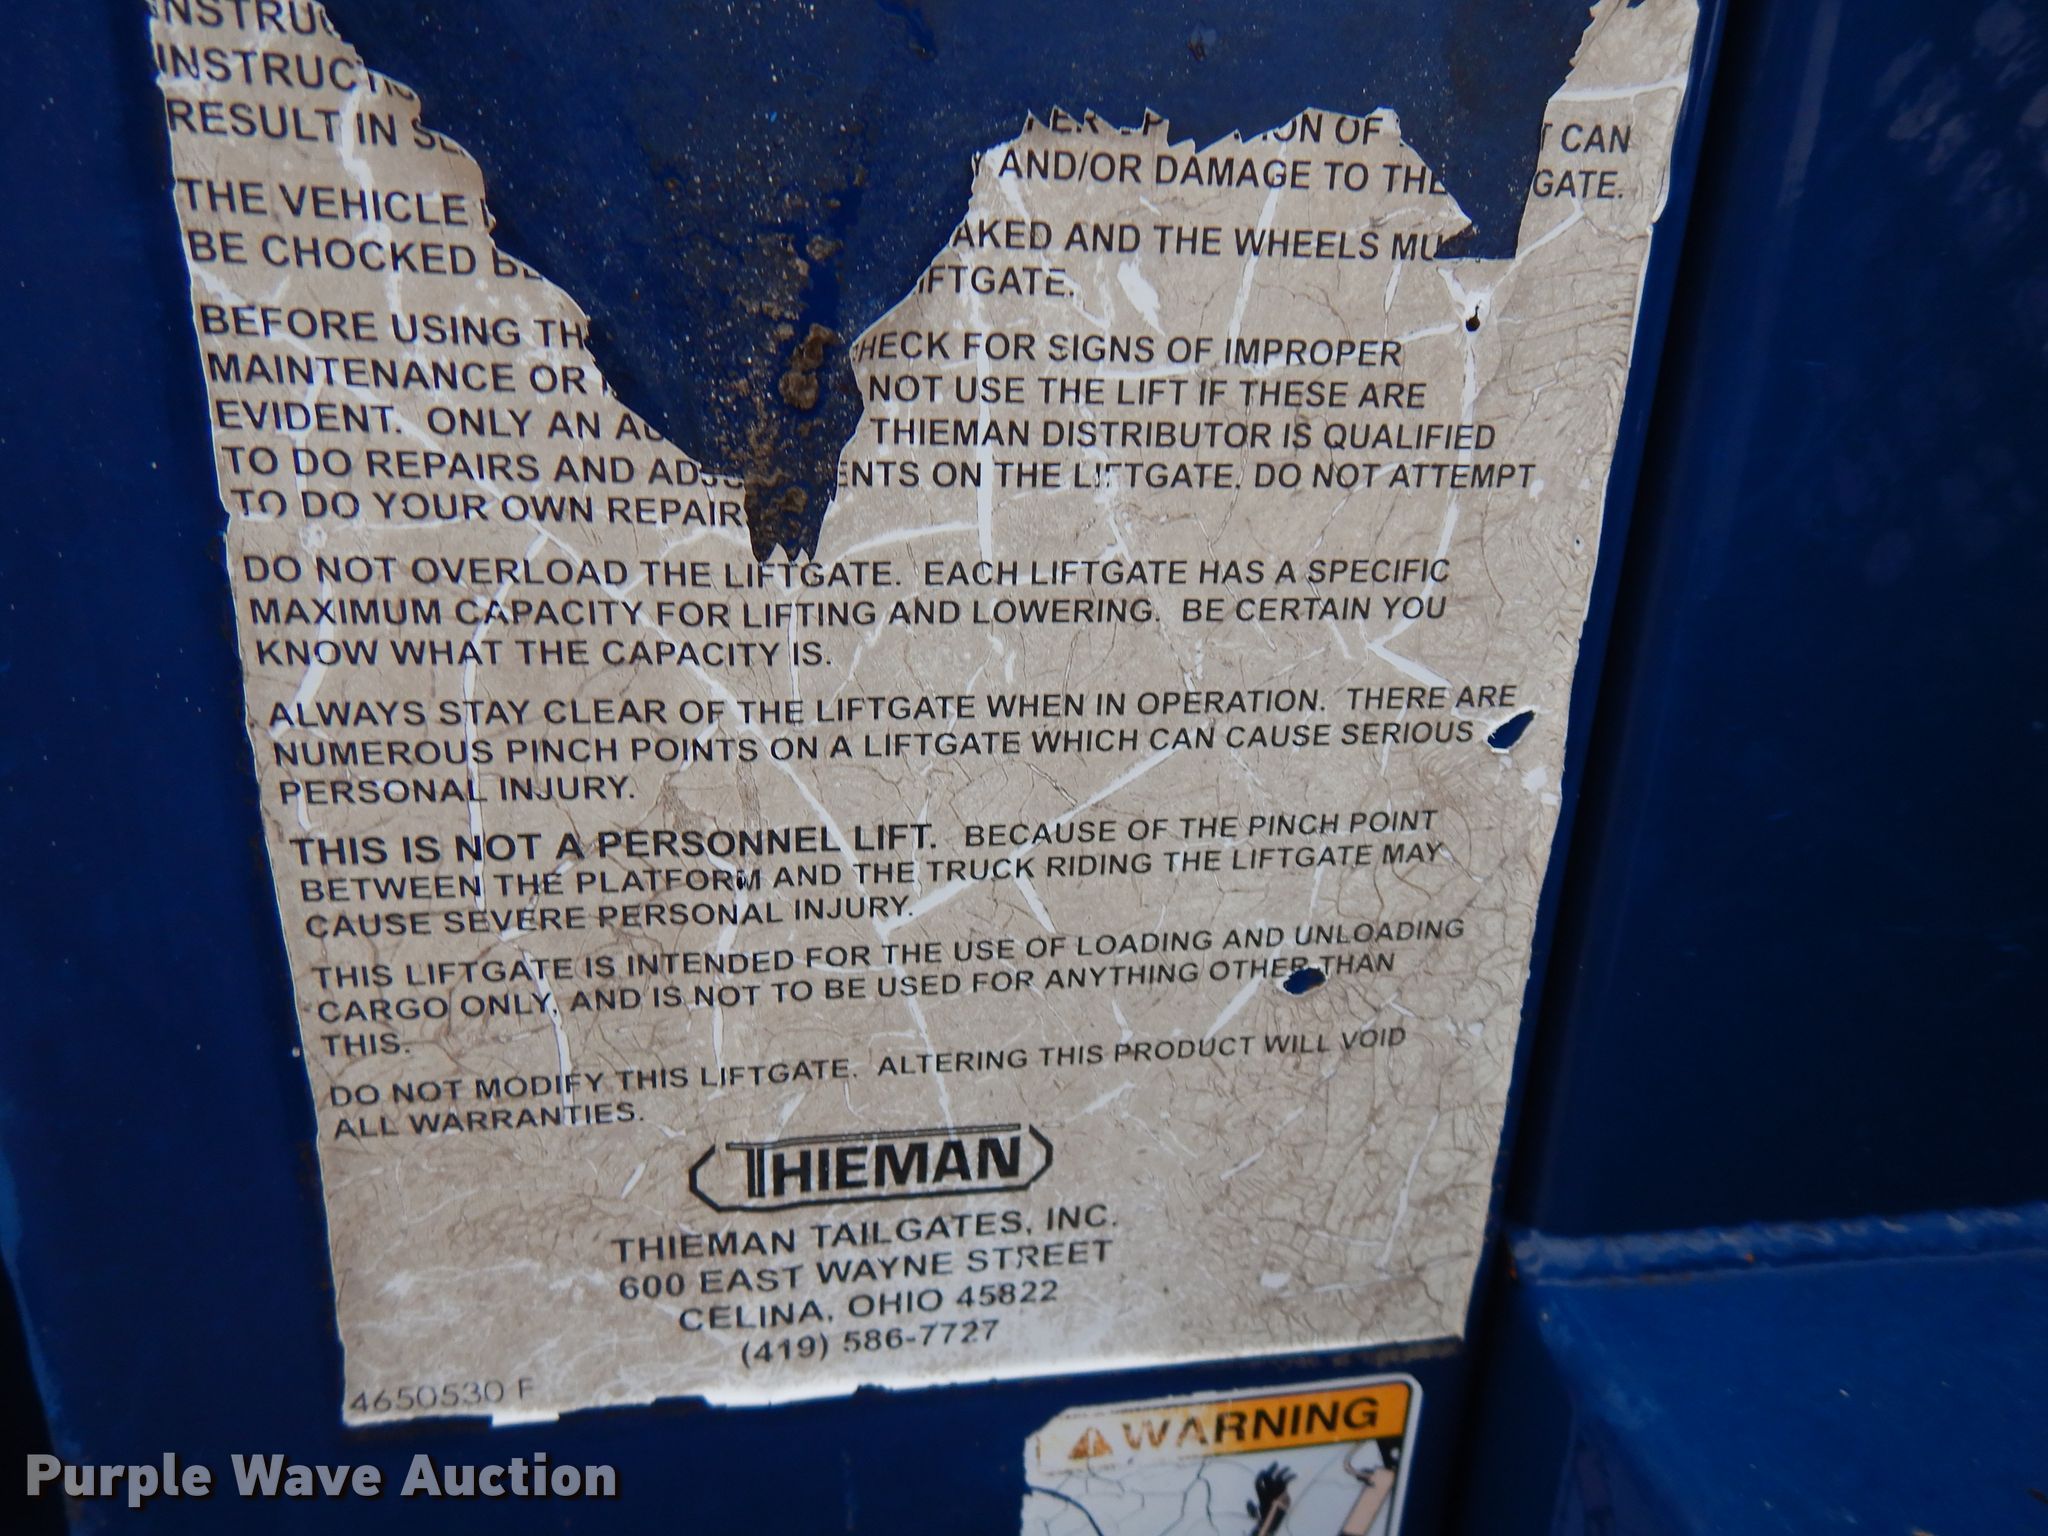 INSTRUC
RESULT IN
OF CAN
AND/OR DAMAGE TO THE GATE.
THE VEHICLE AND THE WHEELS
BE CHOCKED
BEFORE USING FOR SIGNS OF IMPROPER
MAINTENANCE OR NOT USE THE LIFT IF THESE ARE
EVIDENT. ONLY AN THIEMAN DISTRIBUTOR IS QUALIFIED
TO DO REPAIRS AND ENTS ON THE LIFTGATE. DO NOT ATTEMPT
TO DO YOUR OWN REPAIR
DO NOT OVERLOAD THE LIFTGATE. EACH LIFTGATE HAS A SPECIFIC
MAXIMUM CAPACITY FOR LIFTING AND LOWERING. BE CERTAIN YOU
KNOW WHAT THE CAPACITY IS.
ALWAYS STAY CLEAR OF THE LIFTGATE WHEN IN OPERATION. THERE ARE
NUMEROUS PINCH POINTS ON A LIFTGATE WHICH CAN CAUSE SERIOUS
PERSONAL INJURY.
THIS IS NOT A PERSONNEL LIFT. BECAUSE OF THE PINCH POINT
BETWEEN THE PLATFORM AND THE TRUCK RIDING THE LIFTGATE MAY
CAUSE SEVERE PERSONAL INJURY.
THIS LIFTGATE IS INTENDED FOR THE USE OF LOADING AND UNLOADING
CARGO ONLY, AND IS NOT TO BE USED FOR ANYTHING OTHER THAN
THIS.
DO NOT MODIFY THIS LIFTGATE. ALTERING THIS PRODUCT WILL VOID
ALL WARRANTIES.
THIEMAN
THIEMAN TAILGATES, INC.
600 EAST WAYNE STREET
CELINA, OHIO 45822
(419) 586-7727
4650530 F
WARNING
Purple Wave Auction